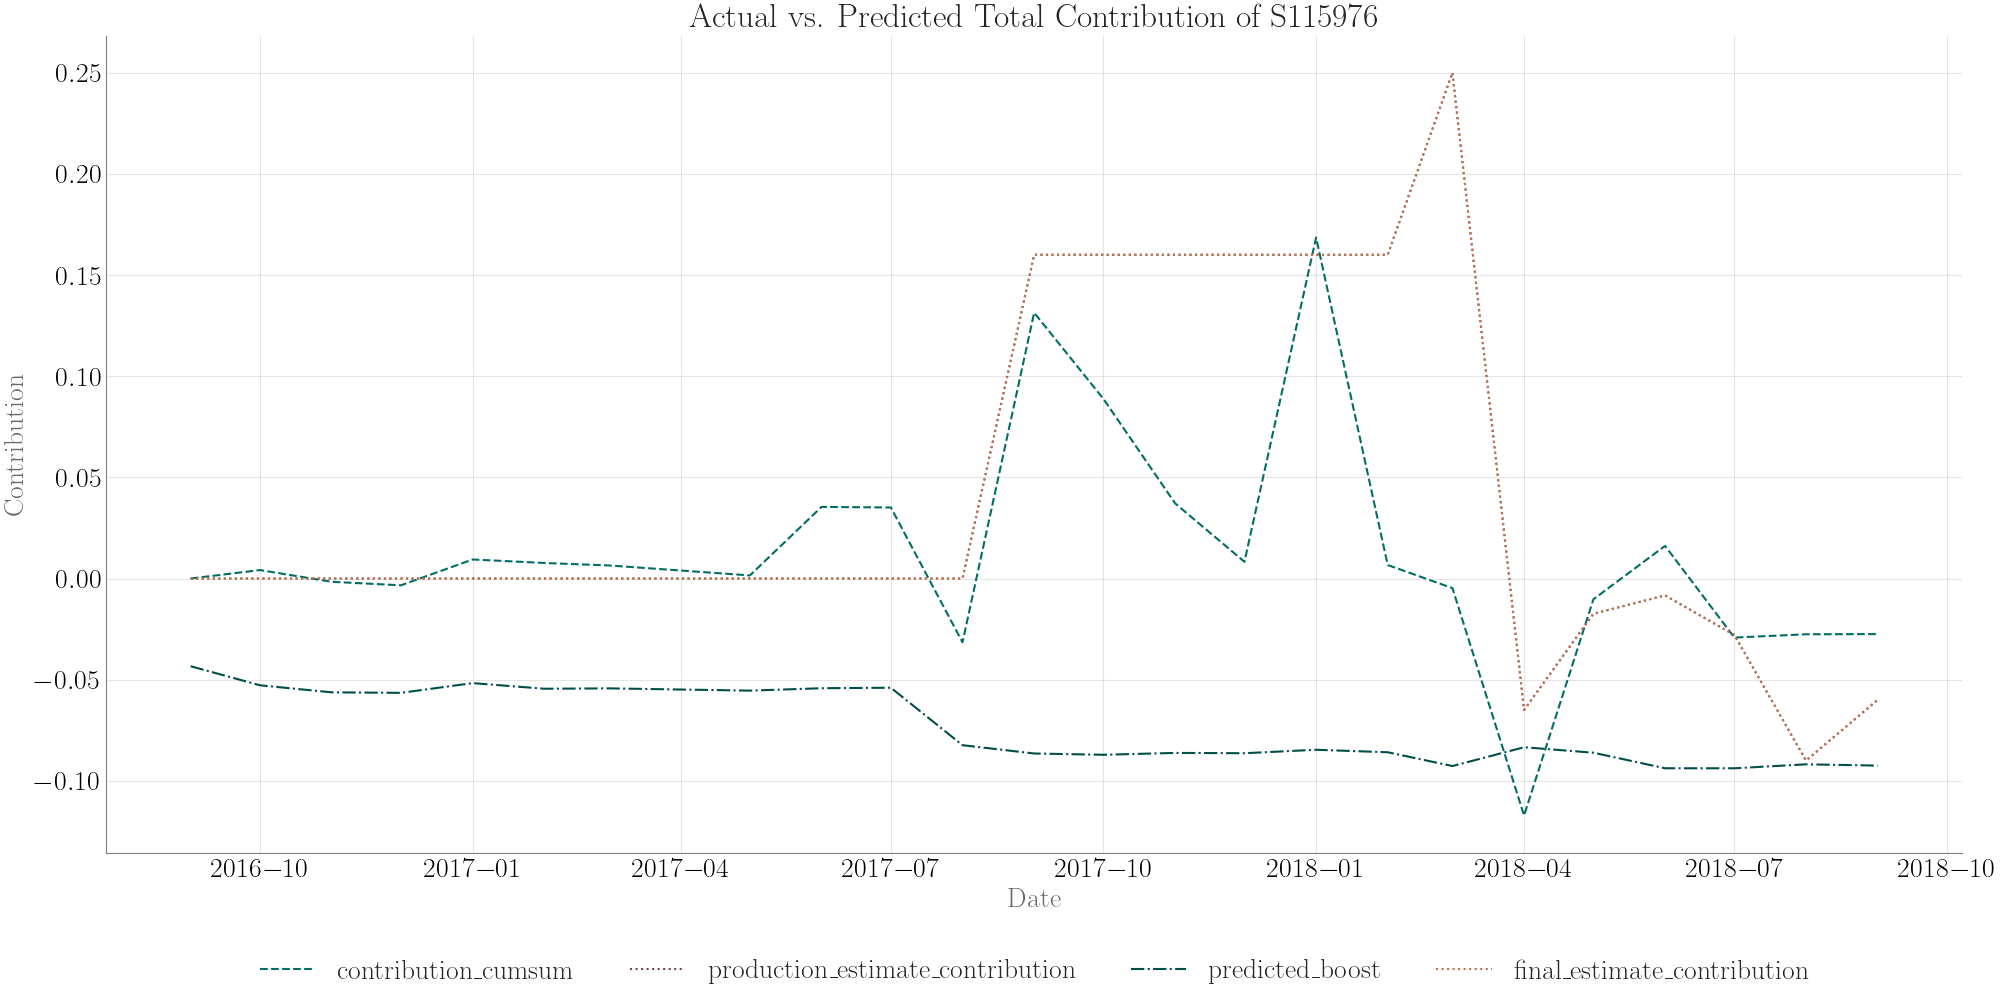 Actual vs. Predicted Total Contribution of S115976
0.25
0.20
0.15
0.10
0.05
0.00
−0.05
−0.10
Contribution
2016−10 2017−01 2017−04 2017−07 2017−10 2018−01 2018−04 2018−07 2018−10
Date
contribution_cumsum production_estimate_contribution predicted_boost final_estimate_contribution